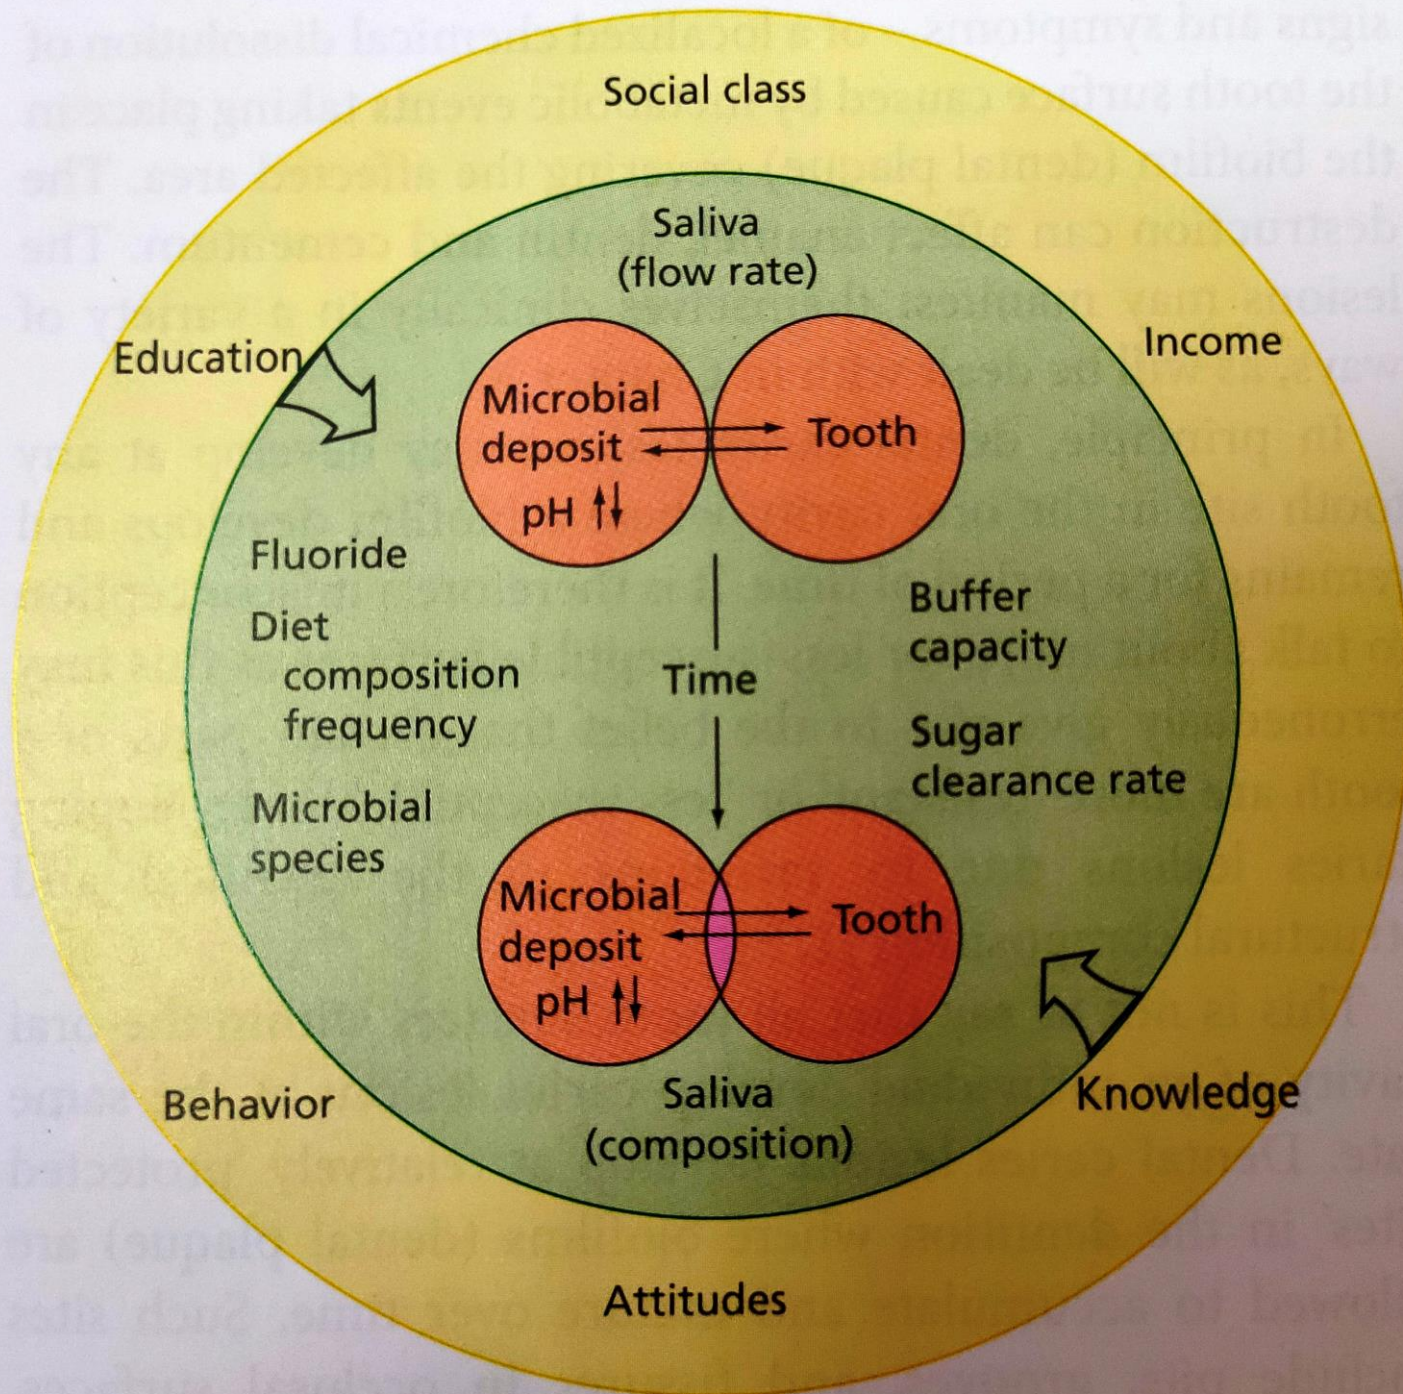 Social class
Saliva
(flow rate)
Education
Income
Microbial
deposit
pH
Tooth
Fluoride
Diet
composition
frequency
Microbial
species
Time
Buffer
capacity
Sugar
clearance rate
Microbial
deposit
pH
Tooth
Saliva
(composition)
Behavior
Knowledge
Attitudes